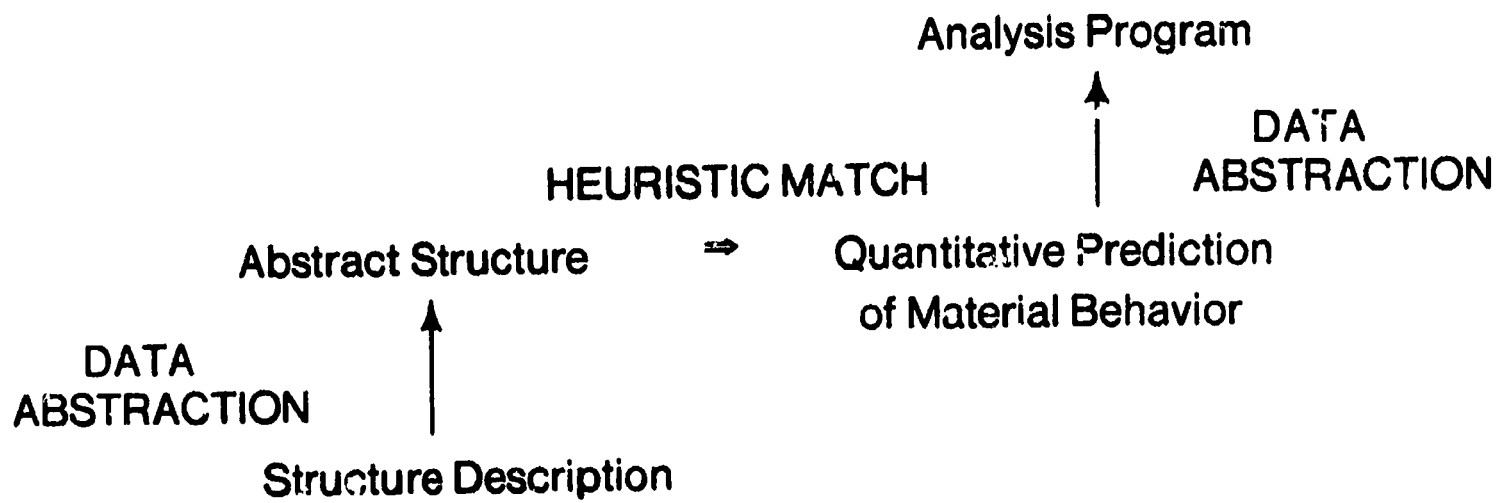 Analysis Program
DATA
ABSTRACTION
HEURISTIC MATCH
Abstract Structure ⇒ Quantitative Prediction
of Material Behavior
DATA
ABSTRACTION
Structure Description